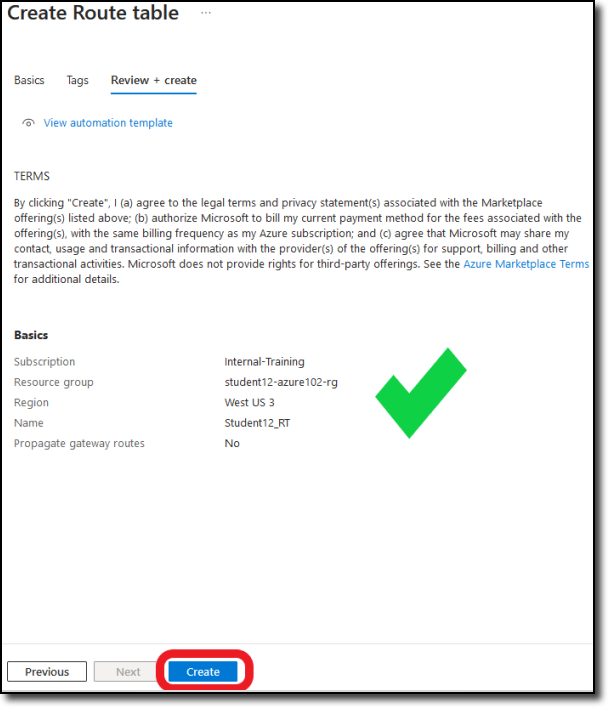 Create Route table ...
Basics Tags Review + create
View automation template
TERMS
By clicking "Create", I (a) agree to the legal terms and privacy statement(s) associated with the Marketplace
offering(s) listed above; (b) authorize Microsoft to bill my current payment method for the fees associated with the
offering(s), with the same billing frequency as my Azure subscription; and (c) agree that Microsoft may share my
contact, usage and transactional information with the provider(s) of the offering(s) for support, billing and other
transactional activities. Microsoft does not provide rights for third-party offerings. See the Azure Marketplace Terms
for additional details.
Basics
Subscription Internal-Training
Resource group student12-azure102-rg
Region West US 3
Name Student12_RT
Propagate gateway routes No
Previous Next Create